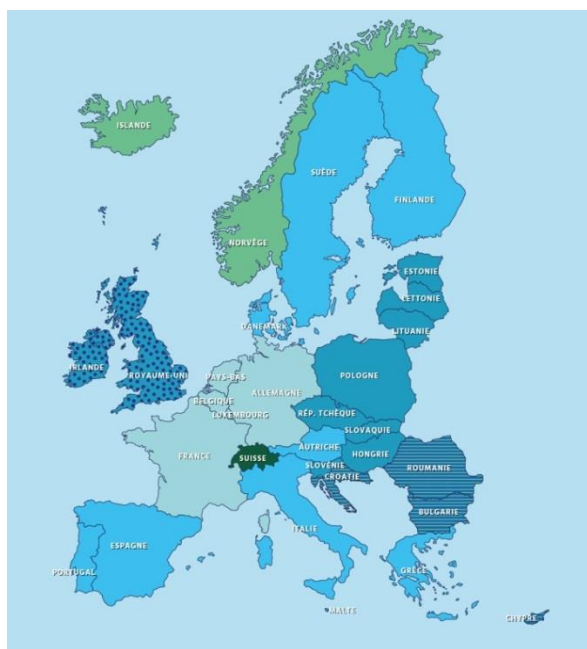 ISLANDE
SUÈDE
FINLANDE
NORVÈGE
ESTONIE
LETTONIE
LITUANIE
DANEMARK
IRLANDE
ROYAUME-UNI
PAYS-BAS
BELGIQUE
LUXEMBOURG
ALLEMAGNE
POLOGNE
RÉP. TCHÈQUE
SLOVAQUIE
FRANCE
SUISSE
AUTRICHE
HONGRIE
SLOVÉNIE
CROATIE
ROUMANIE
BULGARIE
ITALIE
ESPAGNE
PORTUGAL
GRÈCE
MALTE
CHYPRE